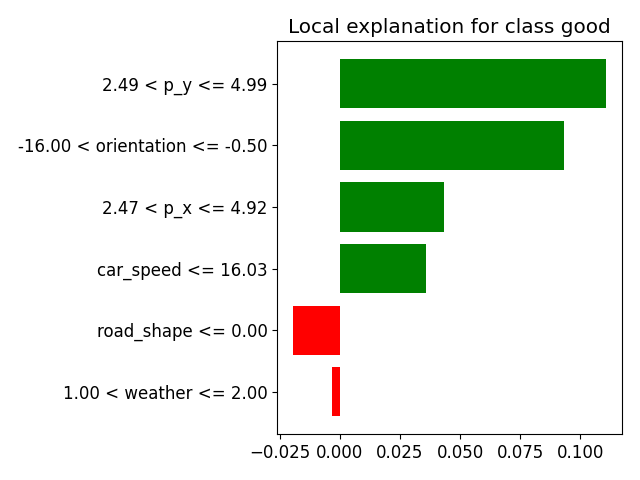 Local explanation for class good
2.49 < p_y <= 4.99
-16.00 < orientation <= -0.50
2.47 < p_x <= 4.92
car_speed <= 16.03
road_shape <= 0.00
1.00 < weather <= 2.00
−0.025 0.000 0.025 0.050 0.075 0.100